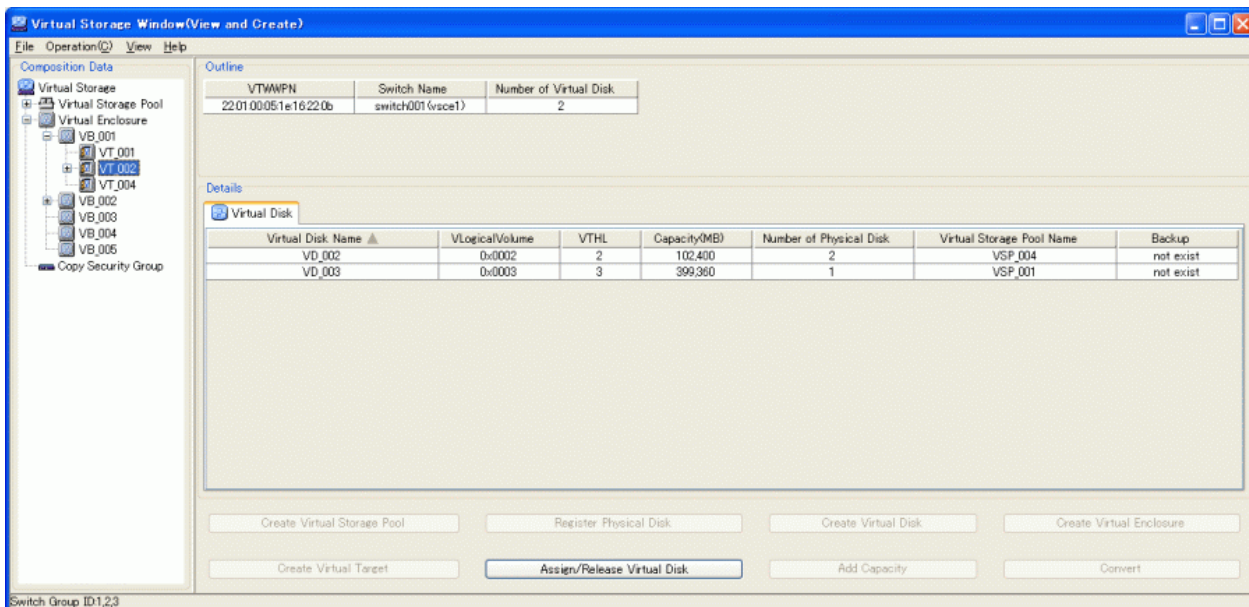 Virtual Storage Window(View and Create)
File Operation(C) View Help
Composition Data
Virtual Storage
Virtual Storage Pool
Virtual Enclosure
VB_001
VT_001
VT_002
VT_004
VB_002
VB_003
VB_004
VB_005
Copy Security Group
Outline
VTWWPN Switch Name Number of Virtual Disk
22:01:00:05:1e:16:22:0b switch001(vsce1) 2
Details
Virtual Disk
Virtual Disk Name VLogicalVolume VTHL Capacity(MB) Number of Physical Disk Virtual Storage Pool Name Backup
VD_002 0x0002 2 102,400 2 VSP_004 not exist
VD_003 0x0003 3 399,360 1 VSP_001 not exist
Create Virtual Storage Pool Register Physical Disk Create Virtual Disk Create Virtual Enclosure
Create Virtual Target Assign/Release Virtual Disk Add Capacity Convert
Switch Group ID:1,2,3